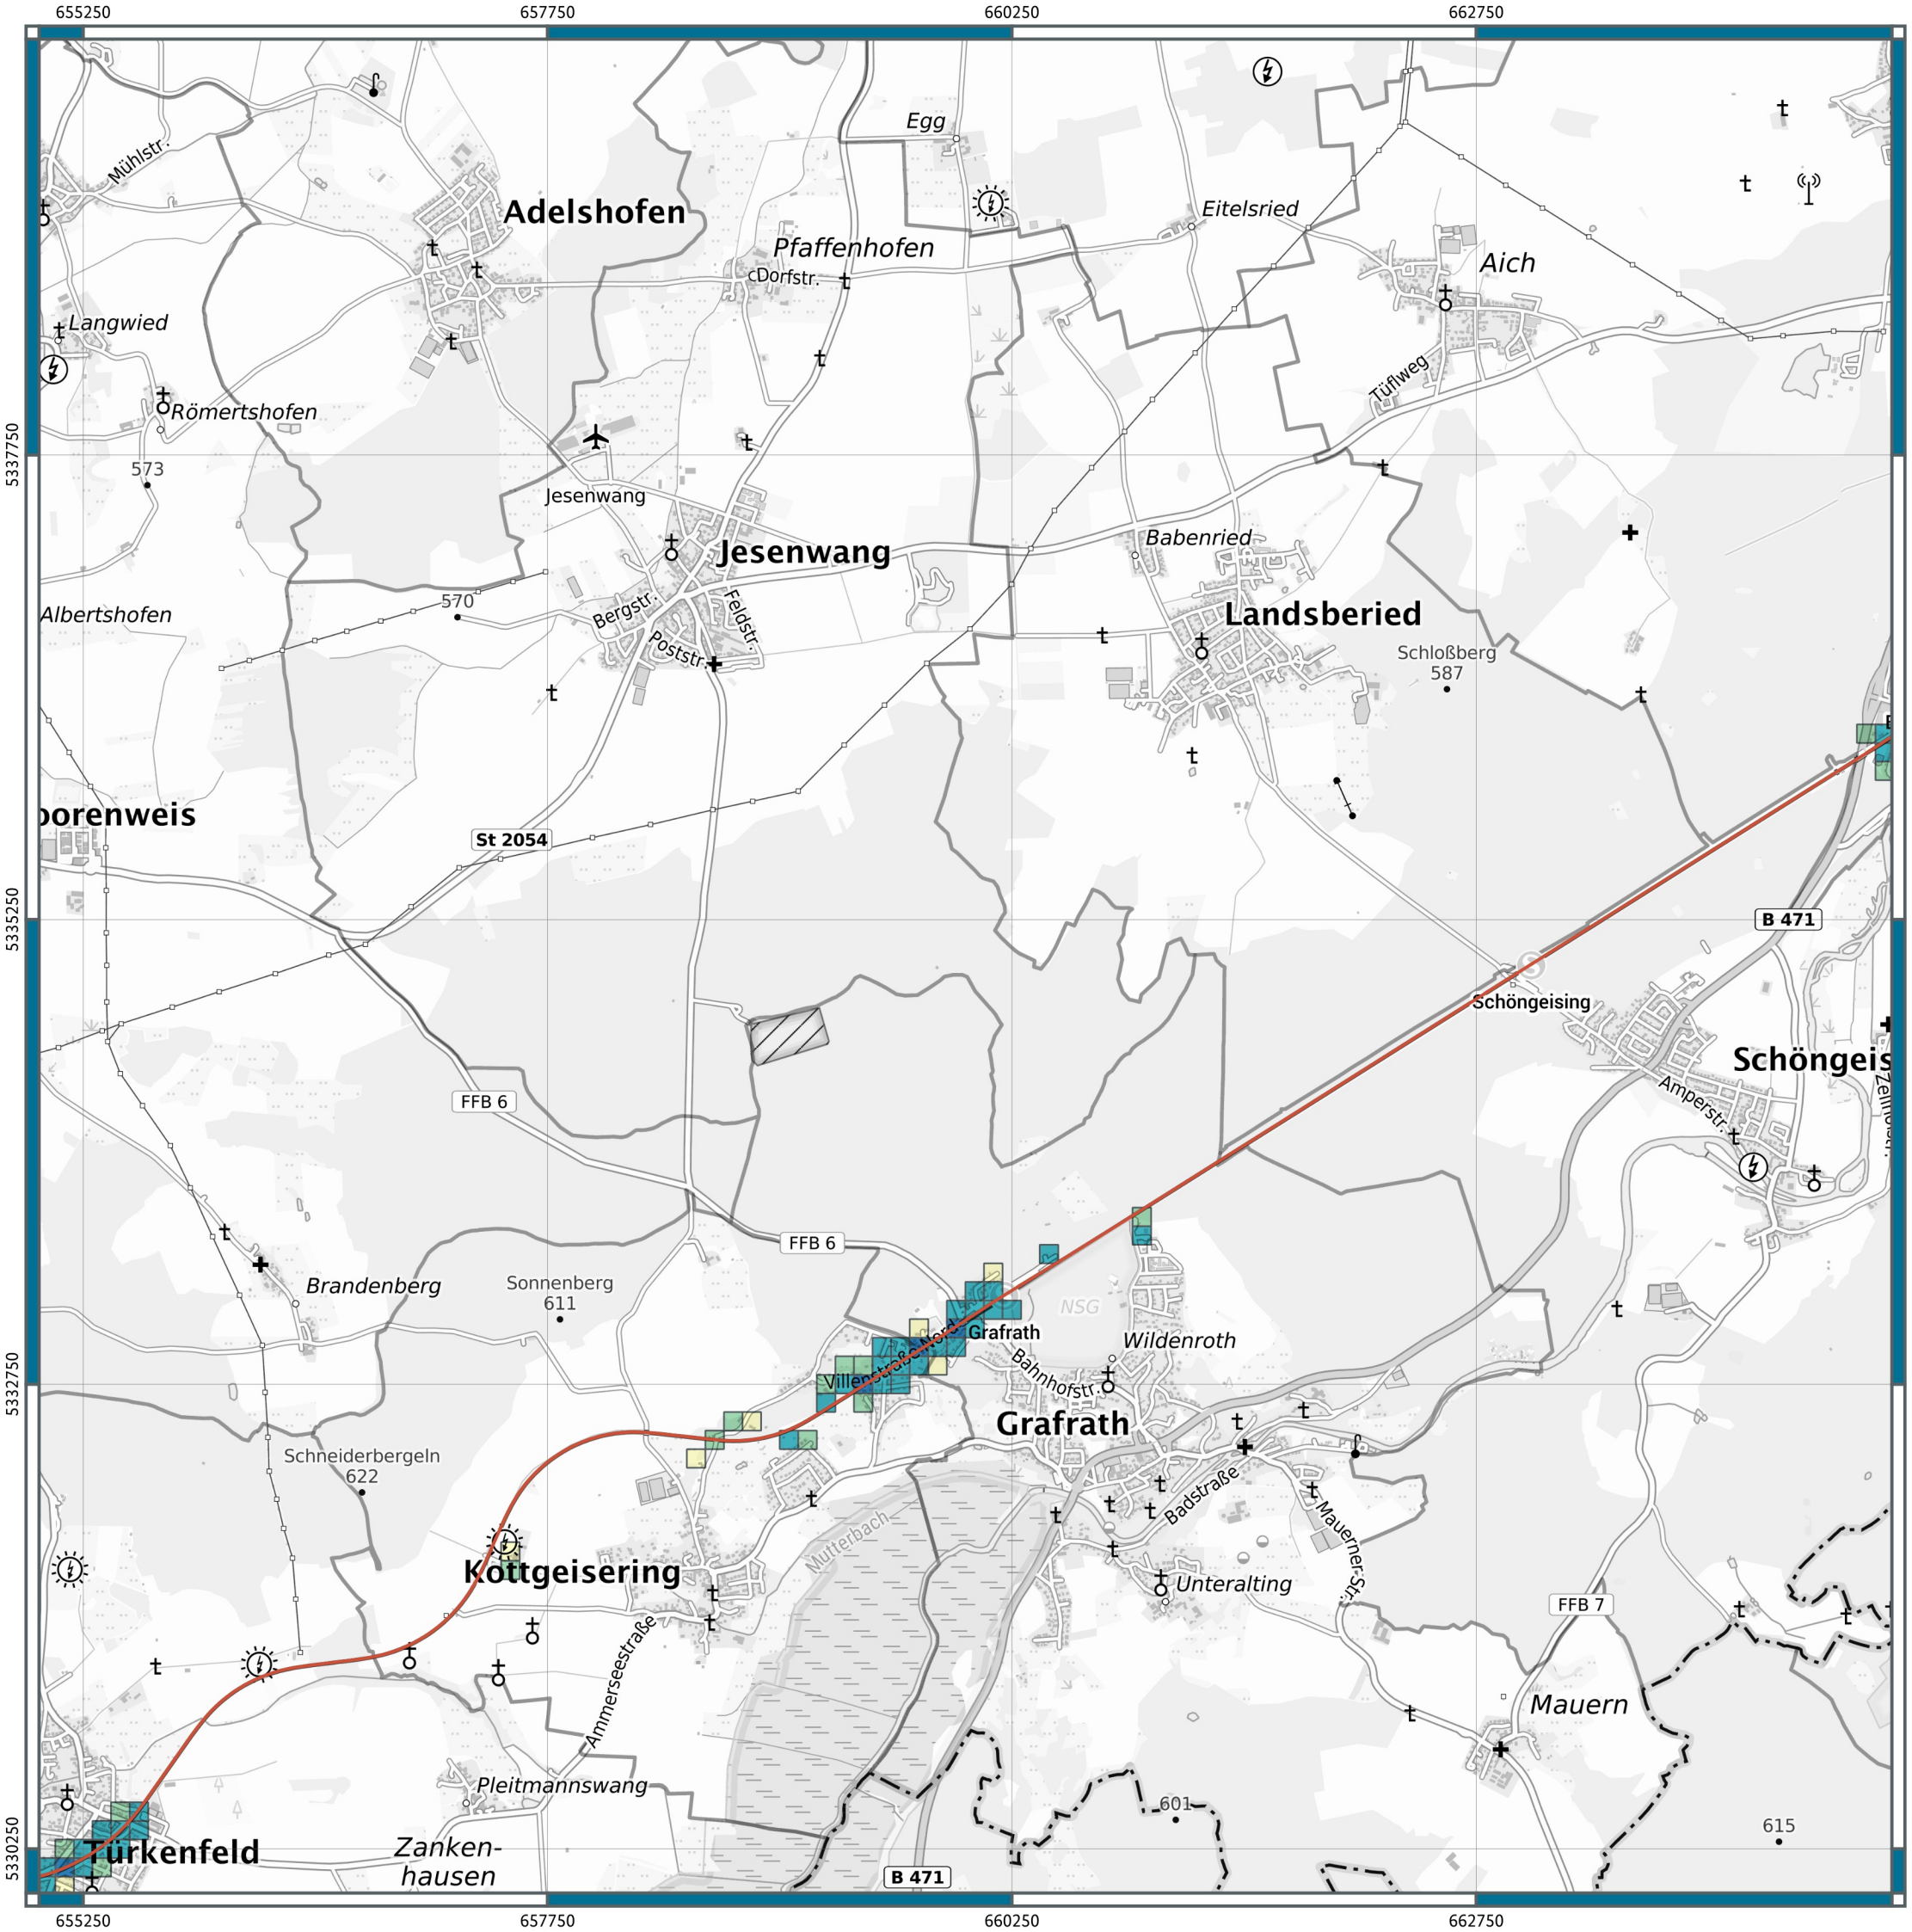 655250
657750
660250
662750
Egg
Mühlstr.
Adelshofen
Eitelsried
Pfaffenhofen
Dorfstr.
Aich
Langwied
Tüflweg
Römertshofen
5337750
573
Jesenwang
Babenried
Jesenwang
570
Bergstr.
Feldstr.
Albertshofen
Landsberied
Poststr.
Schloßberg
587
oorenweis
St 2054
5335250
B 471
S
Schöngeising
Schöngeis
FFB 6
Amperstr.
Zellhofstr.
FFB 6
Brandenberg
Sonnenberg
611
NSG
Grafrath
Wildenroth
Villenstraße Nord
Bahnhofstr.
5332750
Grafrath
Schneiderbergeln
622
Badstraße
Mutterbach
Mauerner-Str.
Kottgeisering
Unteralting
FFB 7
Ammerseestraße
Mauern
Pleitmannswang
601
615
5330250
Türkenfeld
Zanken-
hausen
B 471
655250
657750
660250
662750